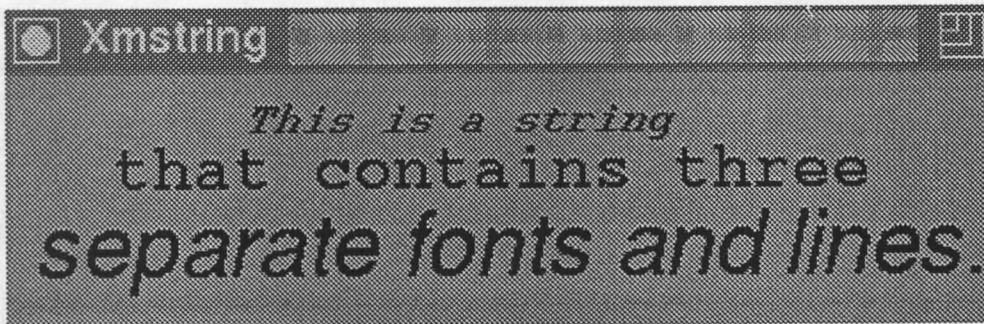 Xmstring
This is a string
that contains three
separate fonts and lines.